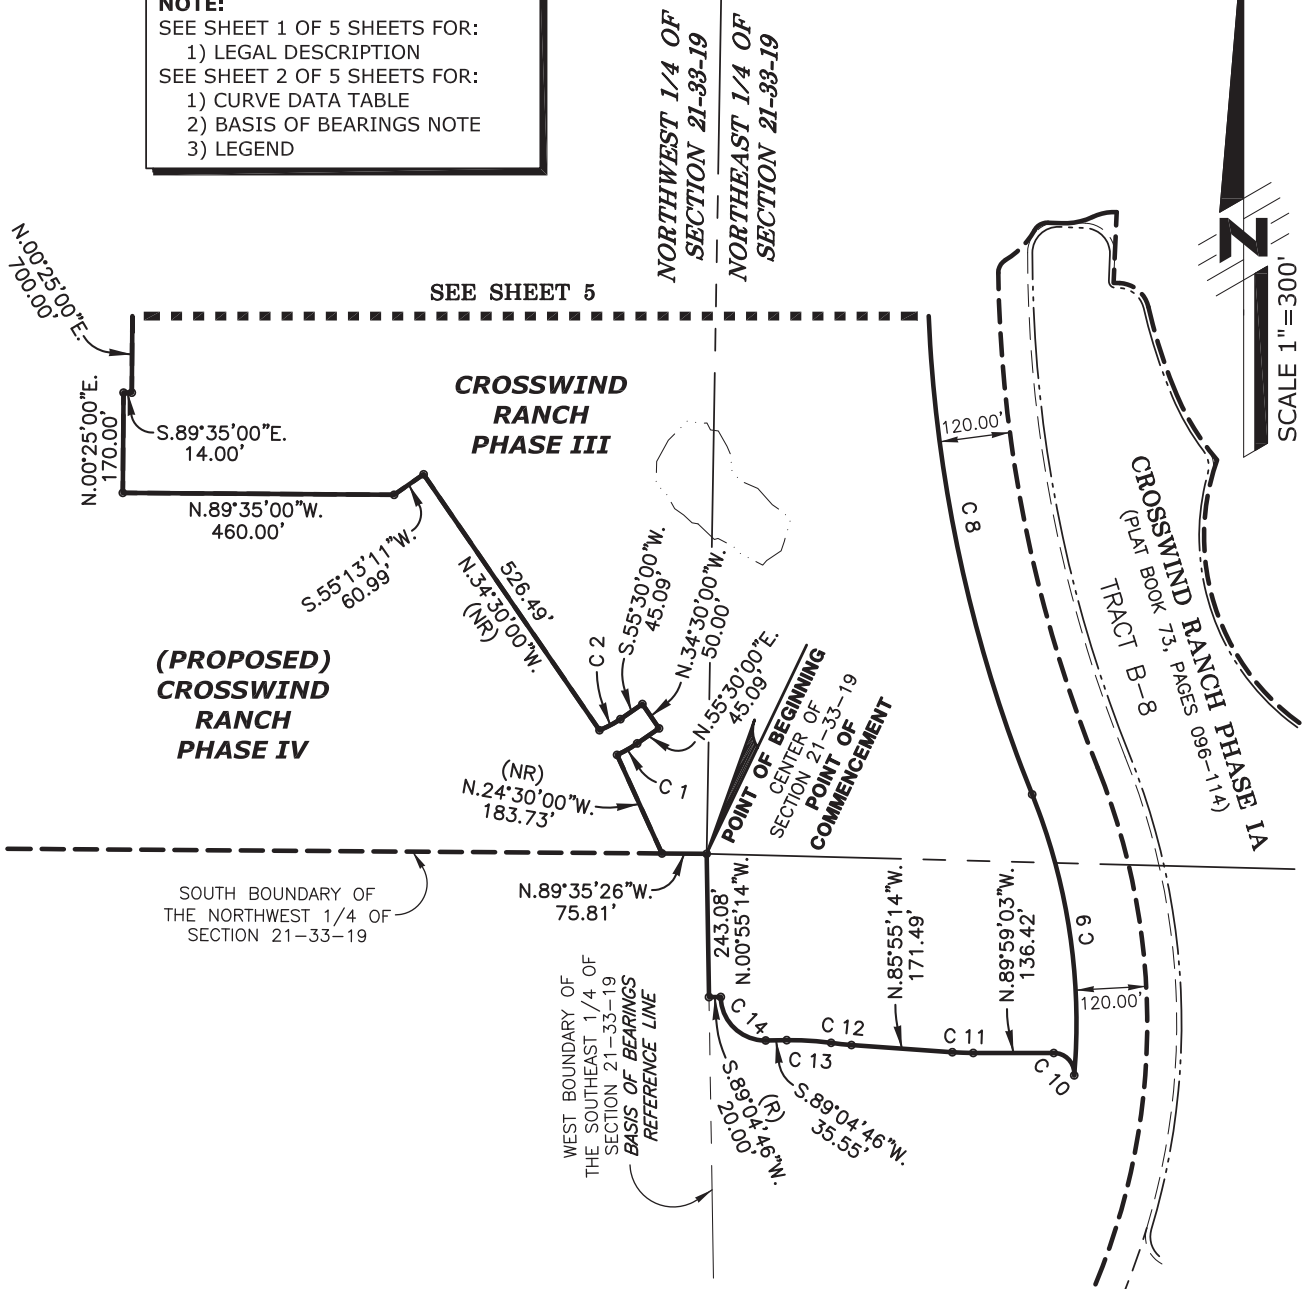 NOTE:
SEE SHEET 1 OF 5 SHEETS FOR:
1) LEGAL DESCRIPTION
SEE SHEET 2 OF 5 SHEETS FOR:
1) CURVE DATA TABLE
2) BASIS OF BEARINGS NOTE
3) LEGEND
NORTHWEST 1/4 OF
SECTION 21-33-19
NORTHEAST 1/4 OF
SECTION 21-33-19
N
SCALE 1"=300'
SEE SHEET 5
N.00°25'00"E.
700.00'
N.00°25'00"E.
170.00'
S.89°35'00"E.
14.00'
N.89°35'00"W.
460.00'
S.55°13'11"W.
60.99'
CROSSWIND
RANCH
PHASE III
526.49'
N.34°30'00"W.
(NR)
C 2
S.55°30'00"W.
45.09'
N.34°30'00"W.
50.00'
N.55°30'00"E.
45.09'
C 1
(NR)
N.24°30'00"W.
183.73'
(PROPOSED)
CROSSWIND
RANCH
PHASE IV
POINT OF BEGINNING
CENTER OF
SECTION 21-33-19
POINT OF
COMMENCEMENT
120.00'
C 8
CROSSWIND RANCH PHASE IA
(PLAT BOOK 73, PAGES 096-114)
TRACT B-8
SOUTH BOUNDARY OF
THE NORTHWEST 1/4 OF
SECTION 21-33-19
N.89°35'26"W.
75.81'
243.08'
N.00°55'14"W.
N.85°55'14"W.
171.49'
N.89°59'03"W.
136.42'
C 9
120.00'
C 14
C 13
C 12
C 11
C 10
(R)
S.89°04'46"W.
20.00'
S.89°04'46"W.
35.55'
WEST BOUNDARY OF
THE SOUTHEAST 1/4 OF
SECTION 21-33-19
BASIS OF BEARINGS
REFERENCE LINE